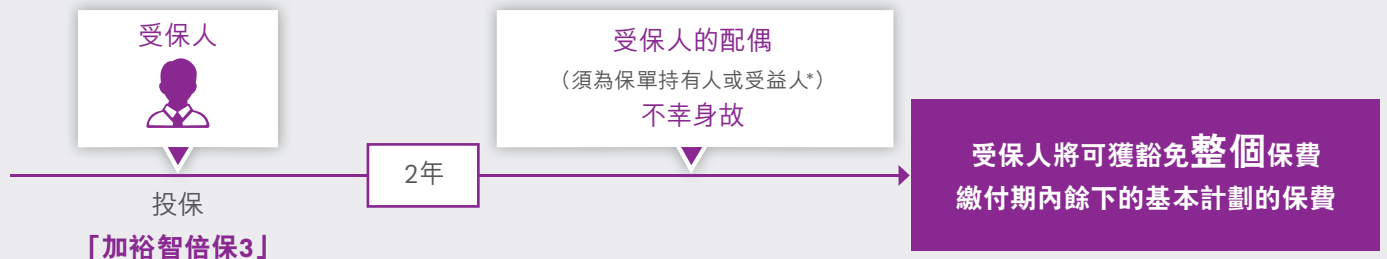 受保人
投保
「加裕智倍保3」
2年
受保人的配偶
（須為保單持有人或受益人*）
不幸身故
受保人將可獲豁免整個保費
繳付期內餘下的基本計劃的保費